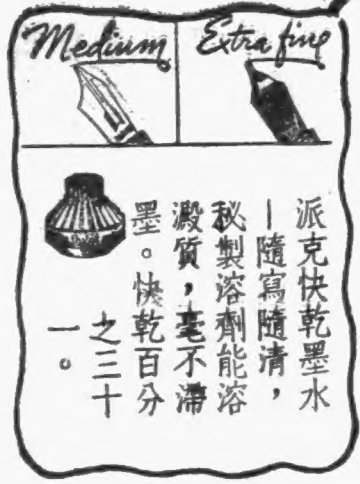 Medium
Extra fine
派克快乾墨水
—隨寫隨清，
秘製溶劑能溶
澱質，毫不滯
墨。快乾百分
之三十
一。